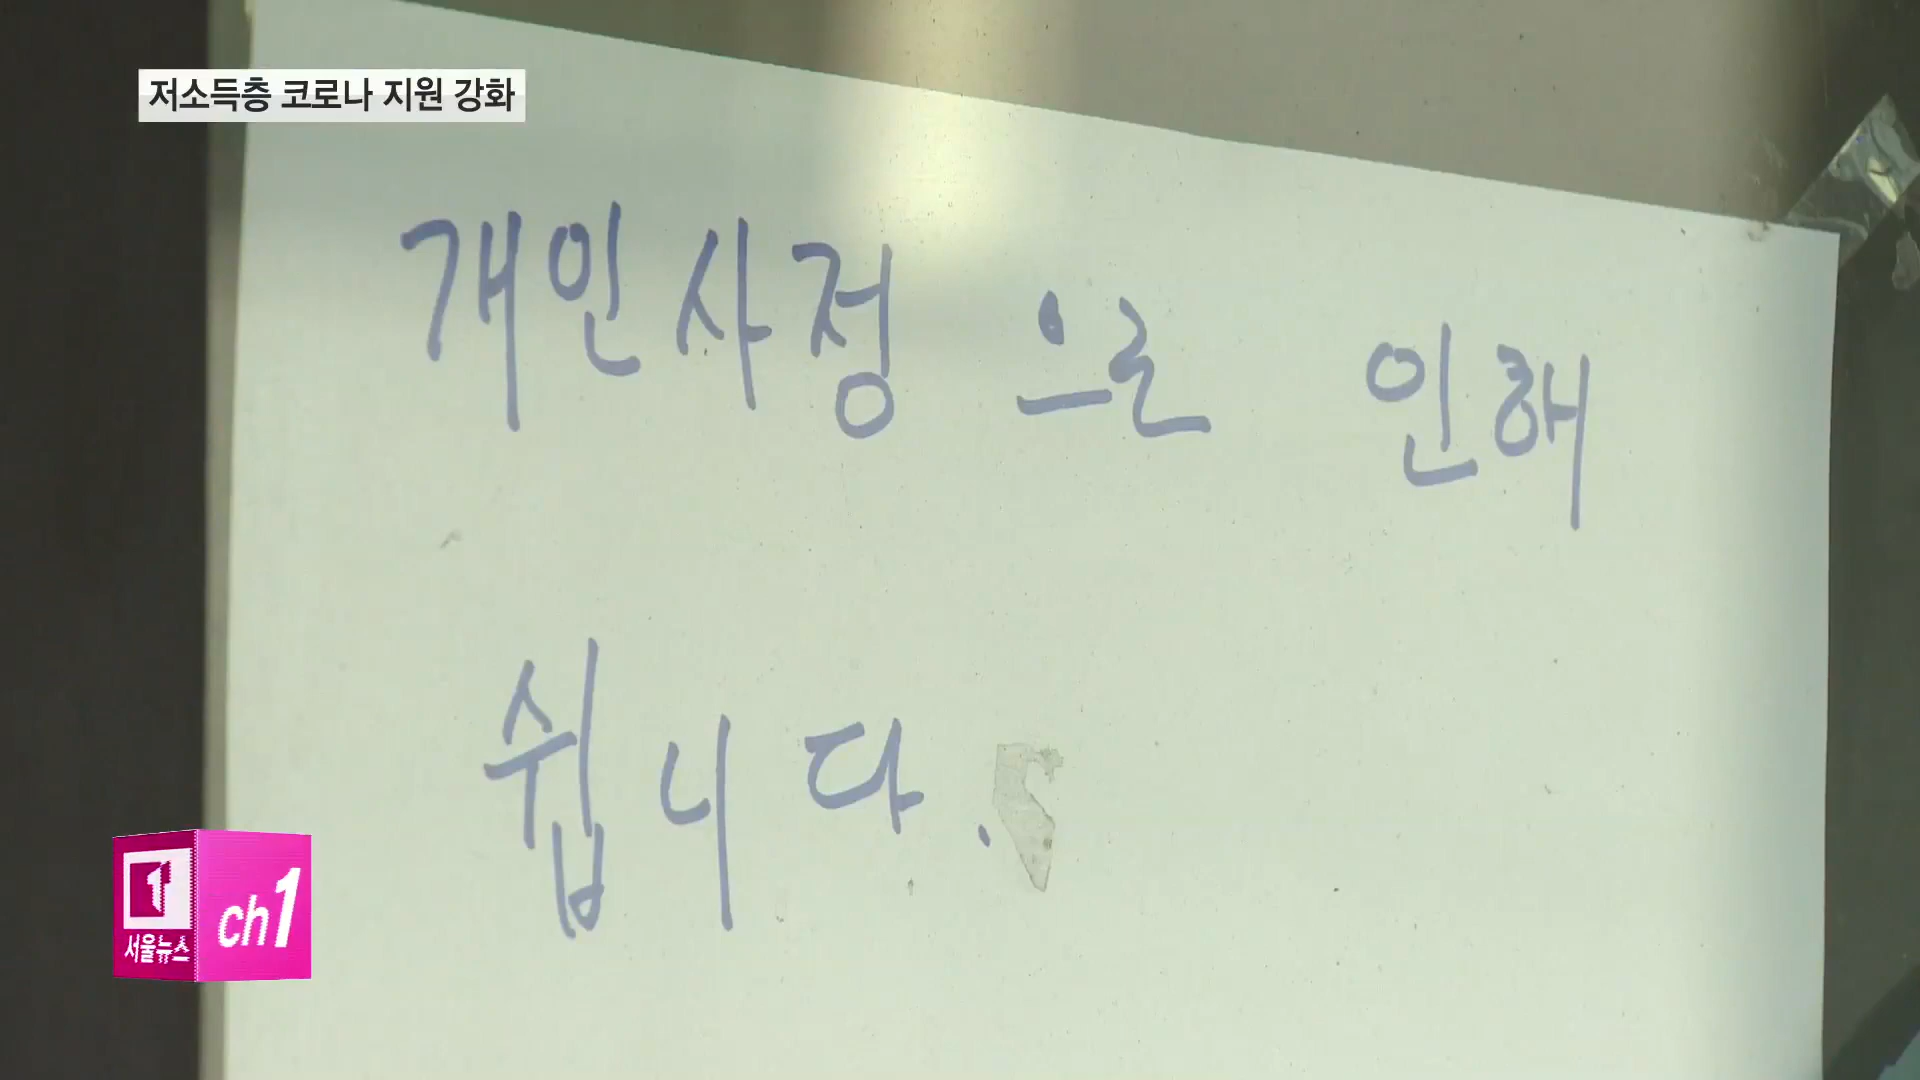 저소득층 코로나 지원 강화
개인사정 으로 인해
쉽니다.
1
서울뉴스
ch1